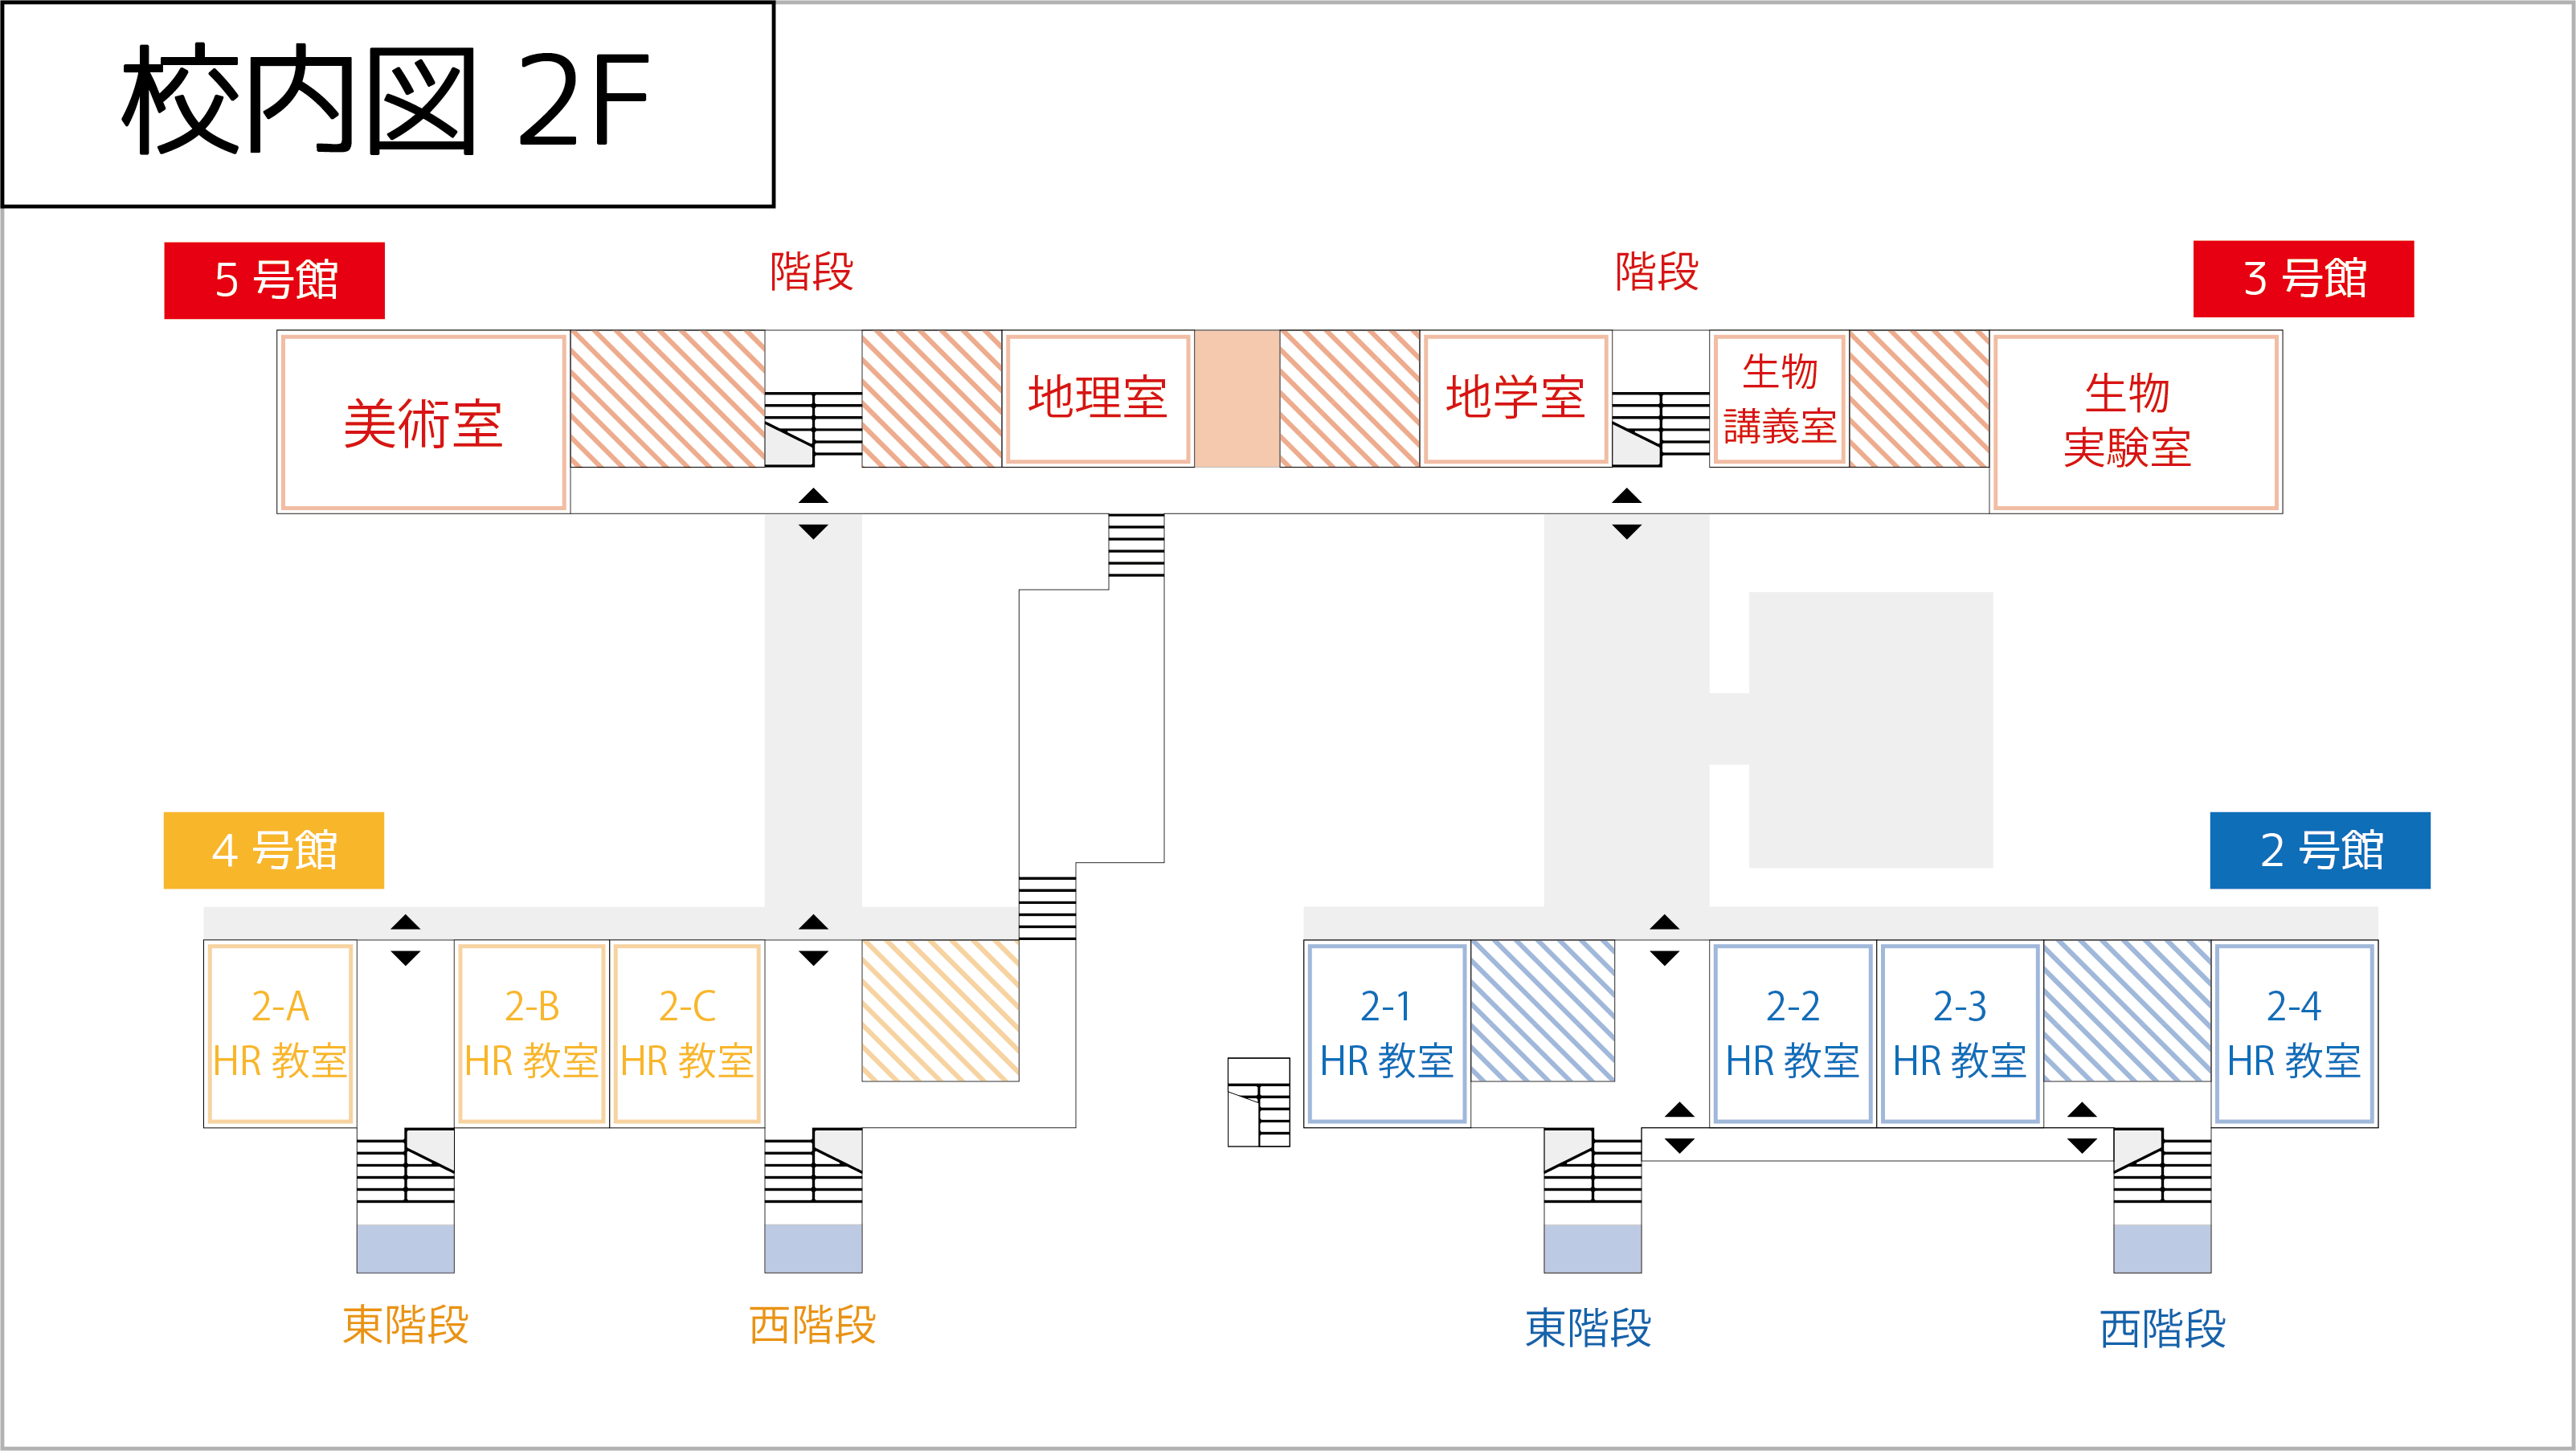 校内図 2F
5 号館
階段
階段
3 号館
美術室
地理室
地学室
生物
講義室
生物
実験室
4 号館
2 号館
2-A
HR 教室
2-B
HR 教室
2-C
HR 教室
2-1
HR 教室
2-2
HR 教室
2-3
HR 教室
2-4
HR 教室
東階段
西階段
東階段
西階段